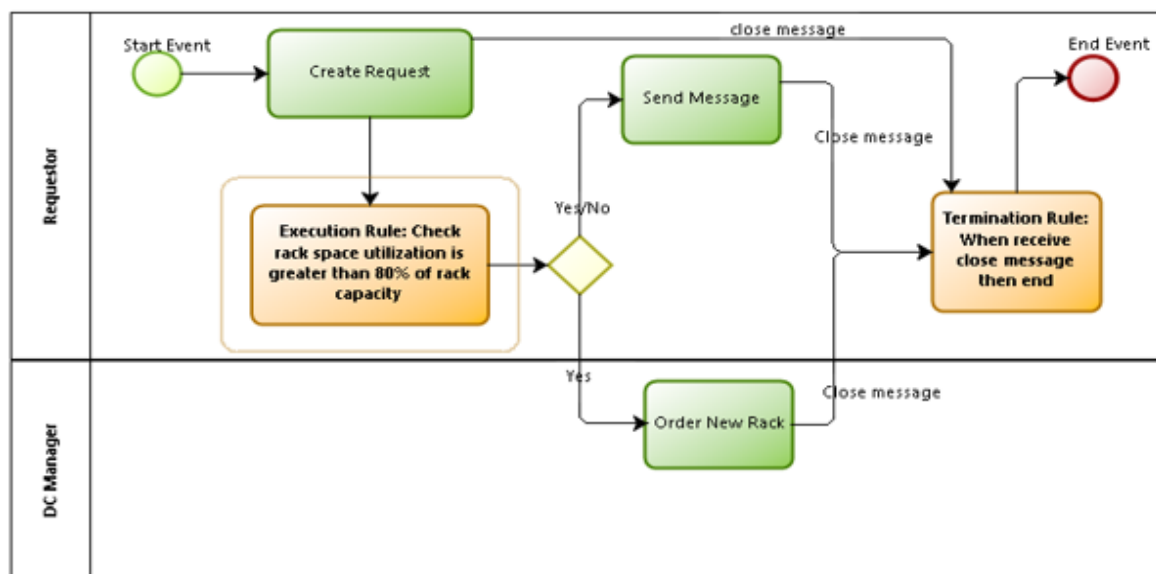 Requestor
Start Event
Create Request
close message
End Event
Send Message
Close message
Yes/No
Execution Rule: Check
rack space utilization is
greater than 80% of rack
capacity
Termination Rule:
When receive
close message
then end
DC Manager
Yes
Order New Rack
Close message